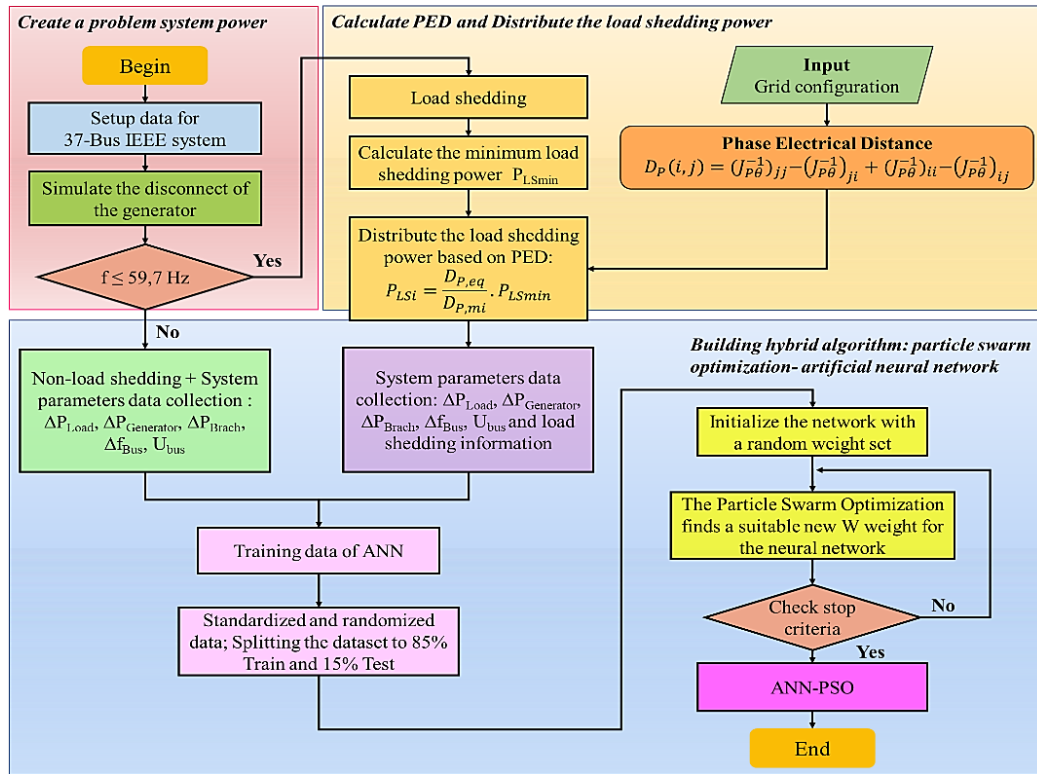 Create a problem system power
Begin
Setup data for
37-Bus IEEE system
Simulate the disconnect of
the generator
f ≤ 59,7 Hz
Yes
No
Calculate PED and Distribute the load shedding power
Load shedding
Calculate the minimum load
shedding power P_LSmin
Distribute the load shedding
power based on PED:
P_LSi = D_P,eq / D_P,mi . P_LSmin
Input
Grid configuration
Phase Electrical Distance
D_P(i,j) = (J_Pθ^-1)_jj−(J_Pθ^-1)_ji + (J_Pθ^-1)_ii−(J_Pθ^-1)_ij
Non-load shedding + System
parameters data collection :
ΔP_Load, ΔP_Generator, ΔP_Brach,
Δf_Bus, U_bus
System parameters data
collection: ΔP_Load, ΔP_Generator,
ΔP_Brach, Δf_Bus, U_bus and load
shedding information
Training data of ANN
Standardized and randomized
data; Splitting the dataset to 85%
Train and 15% Test
Building hybrid algorithm: particle swarm
optimization- artificial neural network
Initialize the network with
a random weight set
The Particle Swarm Optimization
finds a suitable new W weight for
the neural network
Check stop
criteria
No
Yes
ANN-PSO
End